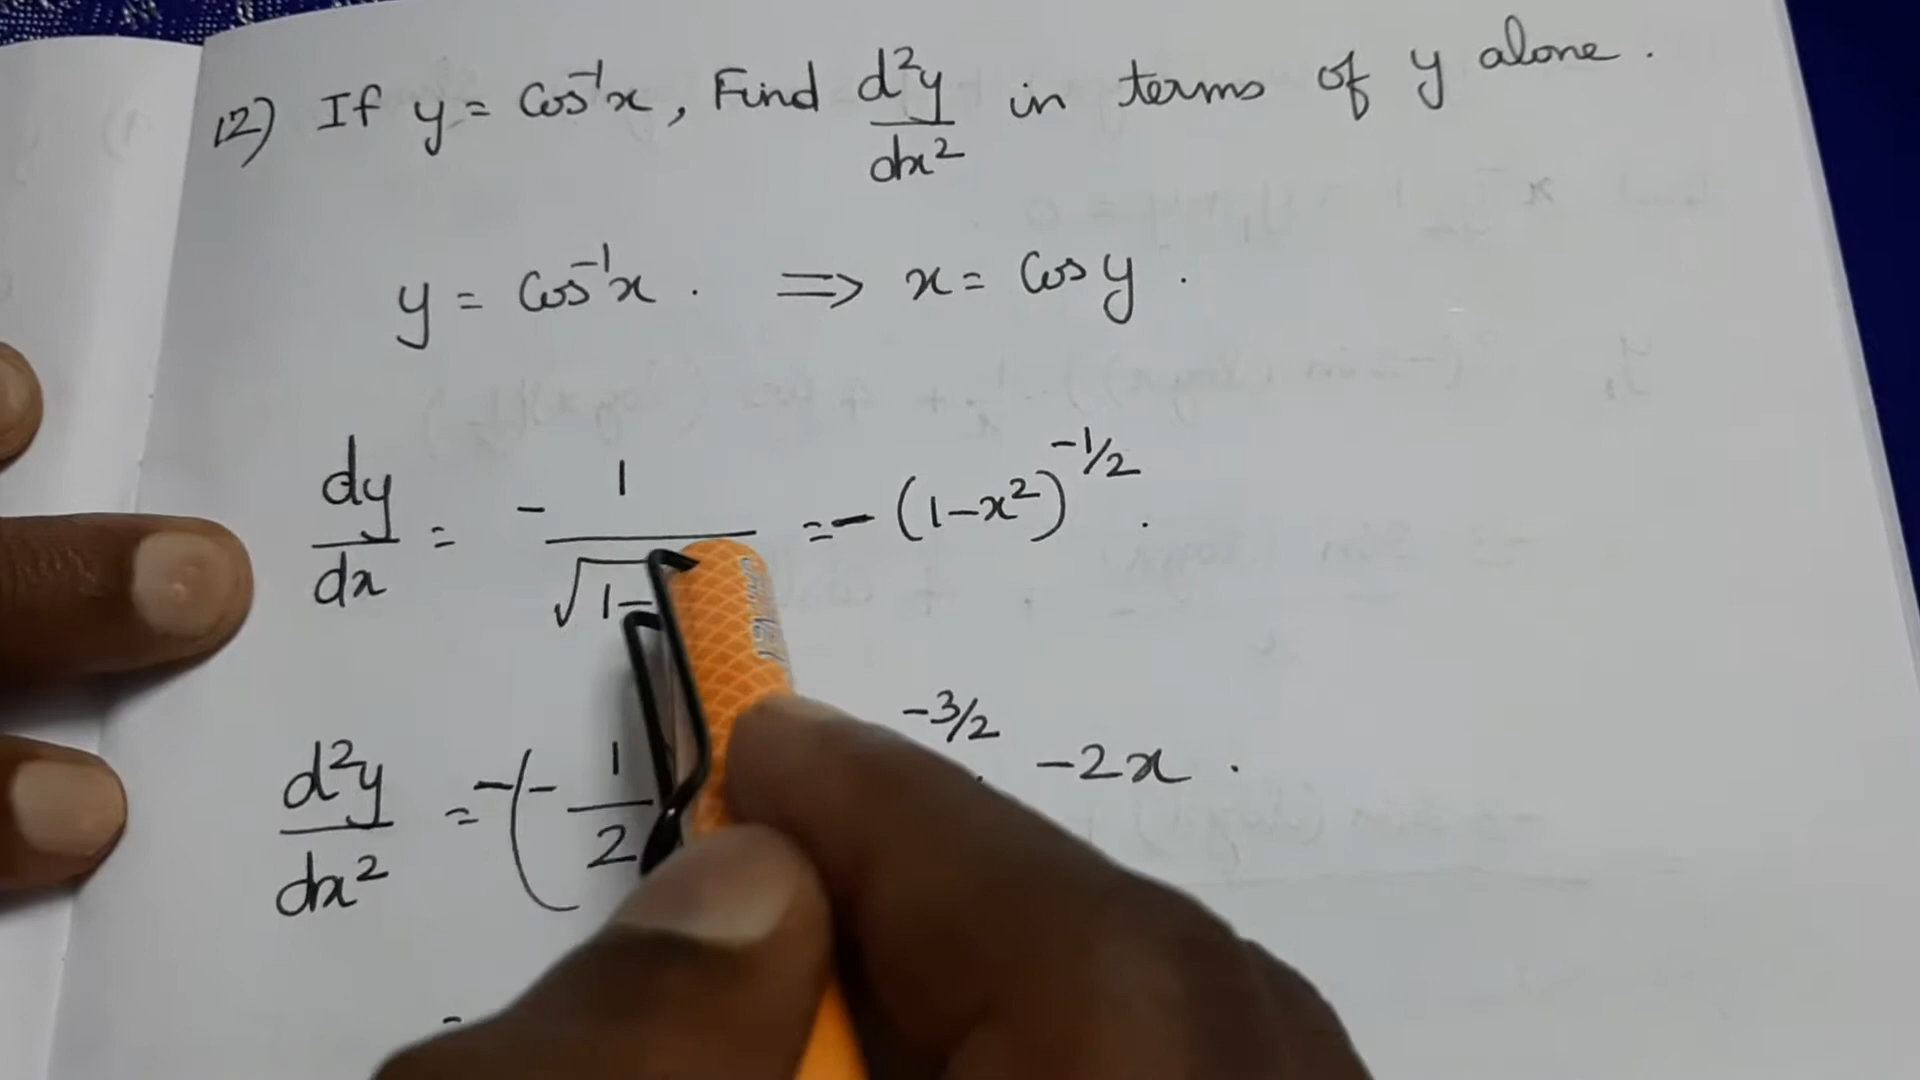 12) If y = Cos⁻¹x, Find d²y/dx² in terms of y alone.
y = Cos⁻¹x. ⟹ x = Cos y.
dy/dx = - 1/√1- = - (1-x²)^-1/2.
d²y/dx² = -(- 1/2 -3/2 . -2x.